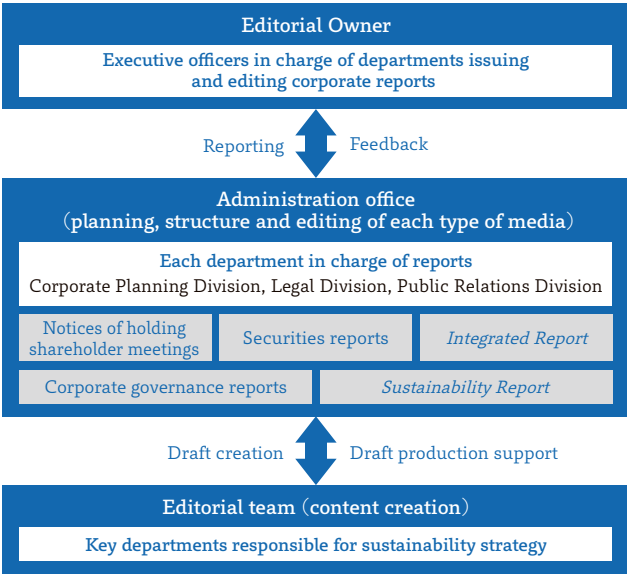 Editorial Owner
Executive officers in charge of departments issuing
and editing corporate reports
Reporting
Feedback
Administration office
（planning, structure and editing of each type of media）
Each department in charge of reports
Corporate Planning Division, Legal Division, Public Relations Division
Notices of holding
shareholder meetings
Securities reports
Integrated Report
Corporate governance reports
Sustainability Report
Draft creation
Draft production support
Editorial team（content creation）
Key departments responsible for sustainability strategy